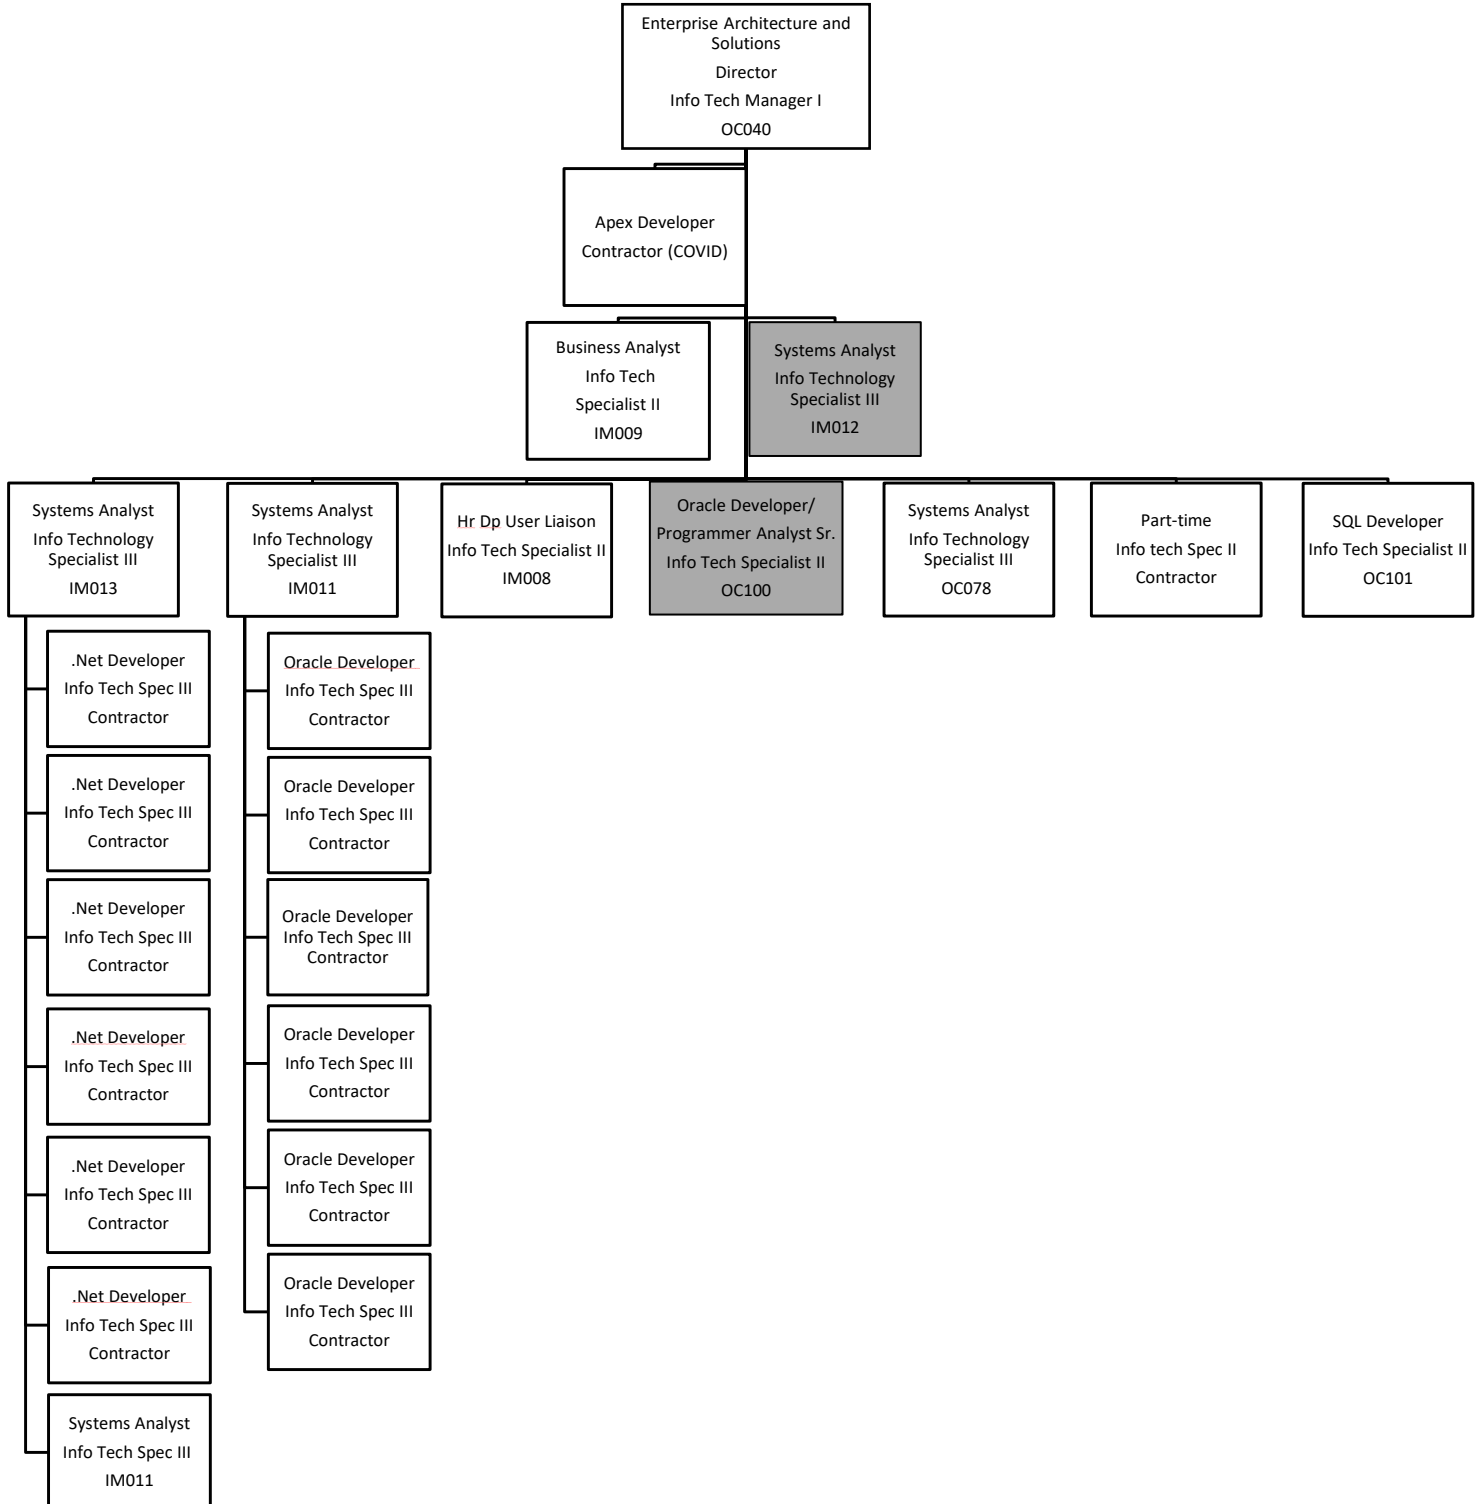 Enterprise Architecture and
Solutions
Director
Info Tech Manager I
OC040
Apex Developer
Contractor (COVID)
Business Analyst
Info Tech
Specialist II
IM009
Systems Analyst
Info Technology
Specialist III
IM012
Systems Analyst
Info Technology
Specialist III
IM013
Systems Analyst
Info Technology
Specialist III
IM011
Hr Dp User Liaison
Info Tech Specialist II
IM008
Oracle Developer/
Programmer Analyst Sr.
Info Tech Specialist II
OC100
Systems Analyst
Info Technology
Specialist III
OC078
Part-time
Info tech Spec II
Contractor
SQL Developer
Info Tech Specialist II
OC101
.Net Developer
Info Tech Spec III
Contractor
.Net Developer
Info Tech Spec III
Contractor
.Net Developer
Info Tech Spec III
Contractor
.Net Developer
Info Tech Spec III
Contractor
.Net Developer
Info Tech Spec III
Contractor
.Net Developer
Info Tech Spec III
Contractor
Systems Analyst
Info Tech Spec III
IM011
Oracle Developer
Info Tech Spec III
Contractor
Oracle Developer
Info Tech Spec III
Contractor
Oracle Developer
Info Tech Spec III
Contractor
Oracle Developer
Info Tech Spec III
Contractor
Oracle Developer
Info Tech Spec III
Contractor
Oracle Developer
Info Tech Spec III
Contractor